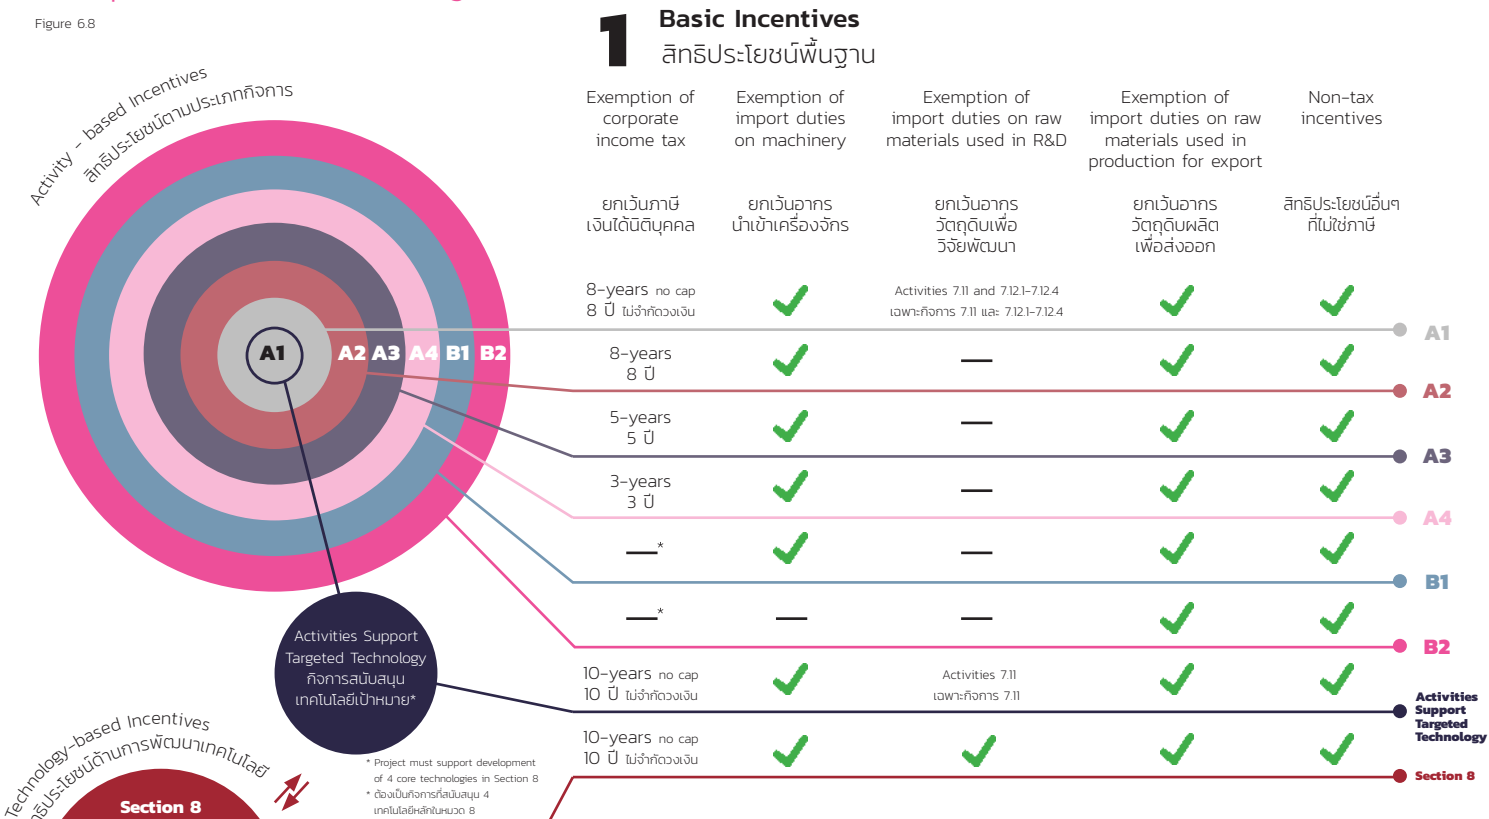 Figure 6.8
1
Basic Incentives
สิทธิประโยชน์พื้นฐาน
Activity - based Incentives
สิทธิประโยชน์ตามประเภทกิจการ
Exemption of
corporate
income tax
ยกเว้นภาษี
เงินได้นิติบุคคล
Exemption of
import duties
on machinery
ยกเว้นอากร
นำเข้าเครื่องจักร
Exemption of
import duties on raw
materials used in R&D
ยกเว้นอากร
วัตถุดิบเพื่อ
วิจัยพัฒนา
Exemption of
import duties on raw
materials used in
production for export
ยกเว้นอากร
วัตถุดิบผลิต
เพื่อส่งออก
Non-tax
incentives
สิทธิประโยชน์อื่นๆ
ที่ไม่ใช่ภาษี
A1 A2 A3 A4 B1 B2
8-years no cap
8 ปี ไม่จำกัดวงเงิน
Activities 7.11 and 7.12.1-7.12.4
เฉพาะกิจการ 7.11 และ 7.12.1-7.12.4
A1
8-years
8 ปี
—
A2
5-years
5 ปี
—
A3
3-years
3 ปี
—
A4
—*
—
B1
—*
—
—
B2
10-years no cap
10 ปี ไม่จำกัดวงเงิน
Activities 7.11
เฉพาะกิจการ 7.11
Activities
Support
Targeted
Technology
10-years no cap
10 ปี ไม่จำกัดวงเงิน
Section 8
Activities Support
Targeted Technology
กิจการสนับสนุน
เทคโนโลยีเป้าหมาย*
* Project must support development
of 4 core technologies in Section 8
* ต้องเป็นกิจการที่สนับสนุน 4
เทคโนโลยีหลักในหมวด 8
Technology-based Incentives
ทธิประโยชน์ด้านการพัฒนาเทคโนโลยี
Section 8